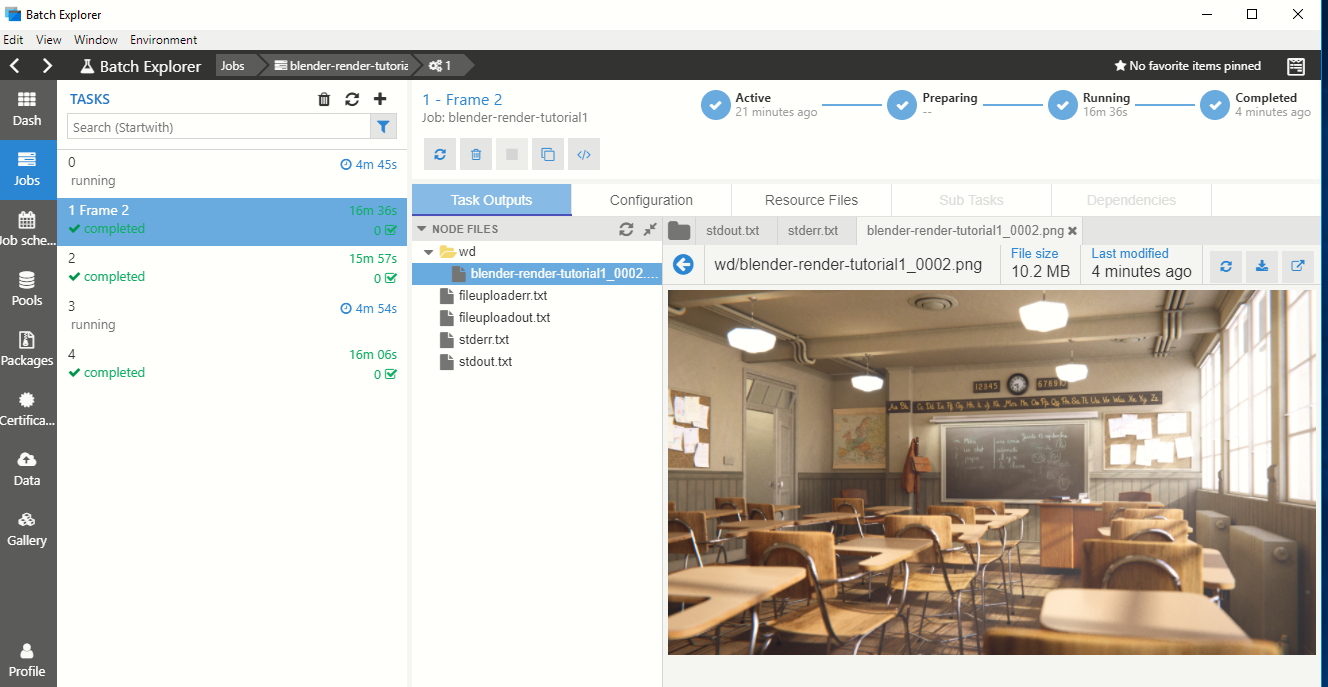 Batch Explorer
Edit View Window Environment
Batch Explorer Jobs blender-render-tutoria 1 No favorite items pinned
Dash
Jobs
Job sche...
Pools
Packages
Certifica...
Data
Gallery
Profile
TASKS
Search (Startwith)
0 4m 45s
running
1 Frame 2 16m 36s
completed 0
2 15m 57s
completed 0
3 4m 54s
running
4 16m 06s
completed 0
1 - Frame 2
Job: blender-render-tutorial1
Active
21 minutes ago
Preparing
--
Running
16m 36s
Completed
4 minutes ago
</>
Task Outputs Configuration Resource Files Sub Tasks Dependencies
NODE FILES
wd
blender-render-tutorial1_0002....
fileuploaderr.txt
fileuploadout.txt
stderr.txt
stdout.txt
stdout.txt stderr.txt blender-render-tutorial1_0002.png
wd/blender-render-tutorial1_0002.png
File size
10.2 MB
Last modified
4 minutes ago
12345 67890